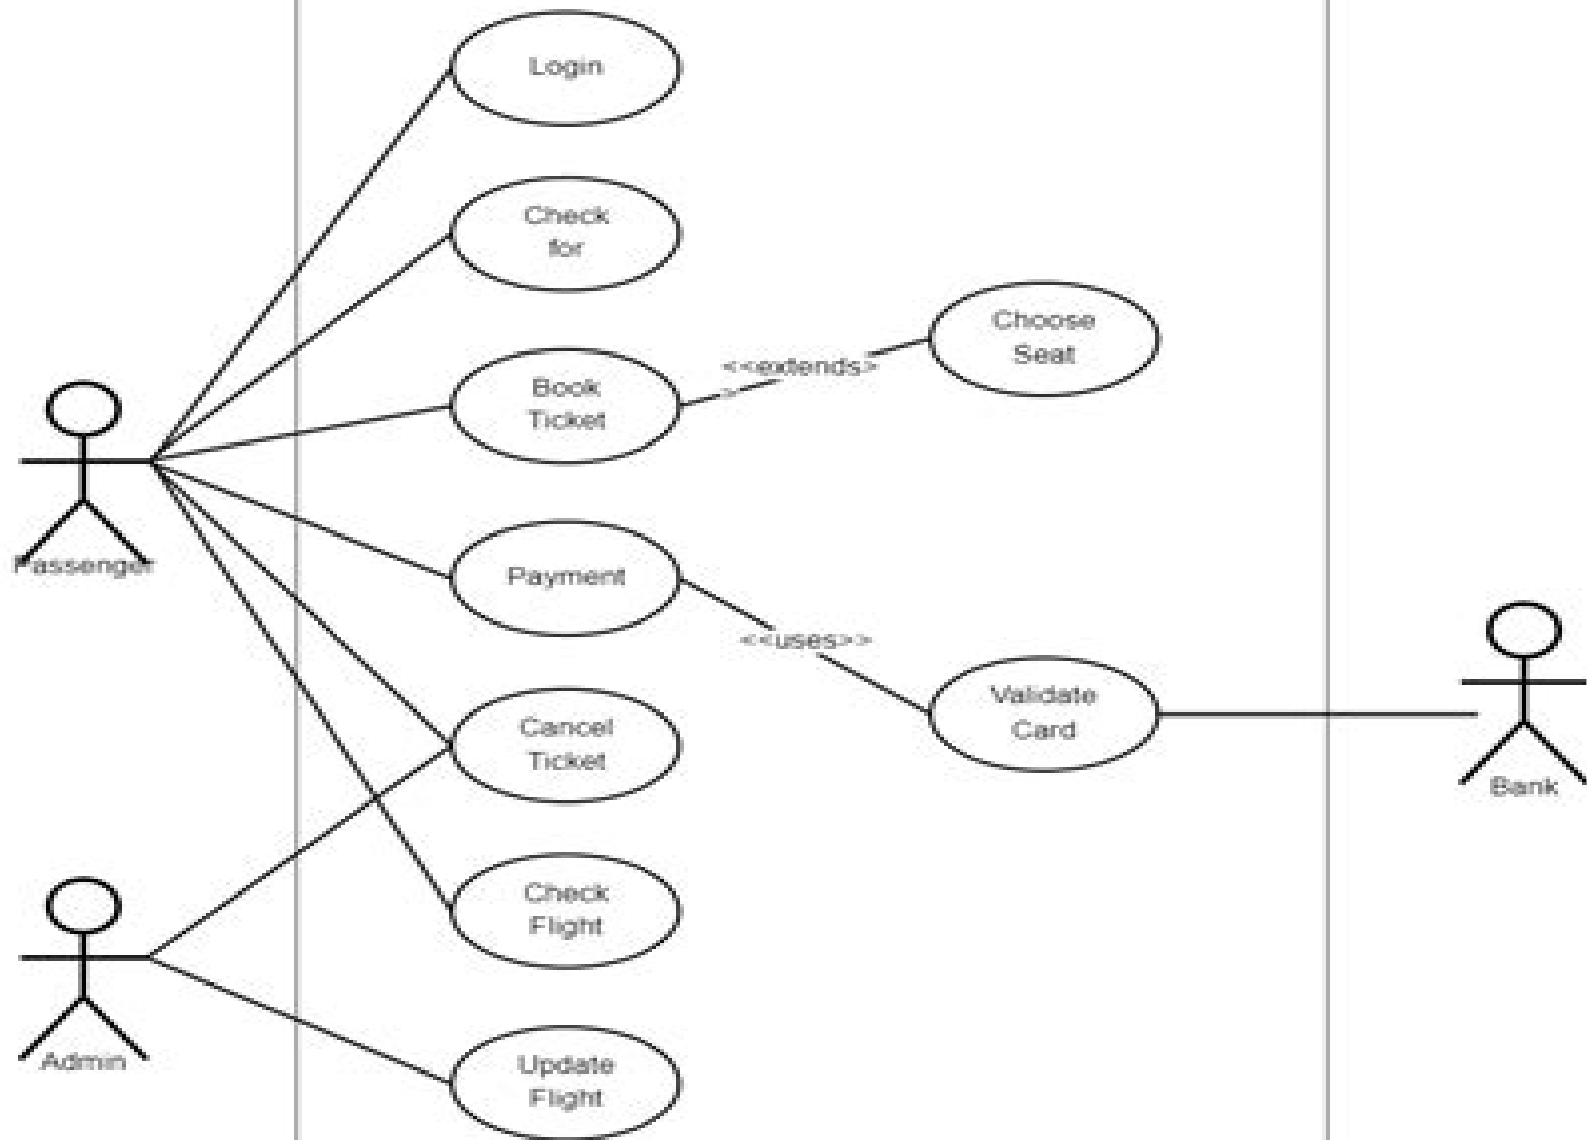 Login
Check
for
Choose
Seat
<<extends>
>
Book
Ticket
Passenger
Payment
<<uses>>
Validate
Card
Cancel
Ticket
Bank
Check
Flight
Admin
Update
Flight